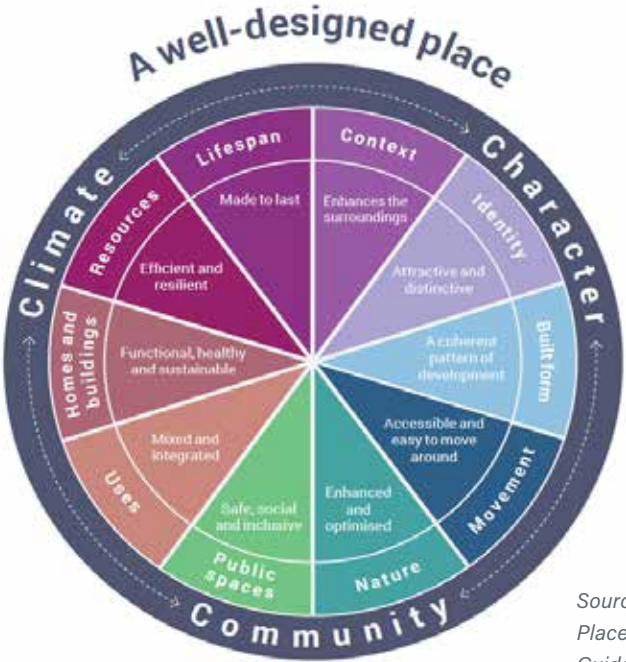 A well-designed place
Climate
Character
Community
Context
Enhances the
surroundings
Identity
Attractive and
distinctive
Built form
A coherent
pattern of
development
Movement
Accessible and
easy to move
around
Nature
Enhanced
and
optimised
Public
spaces
Safe, social
and inclusive
Uses
Mixed and
integrated
Homes and
buildings
Functional, healthy
and sustainable
Resources
Efficient and
resilient
Lifespan
Made to last
Place